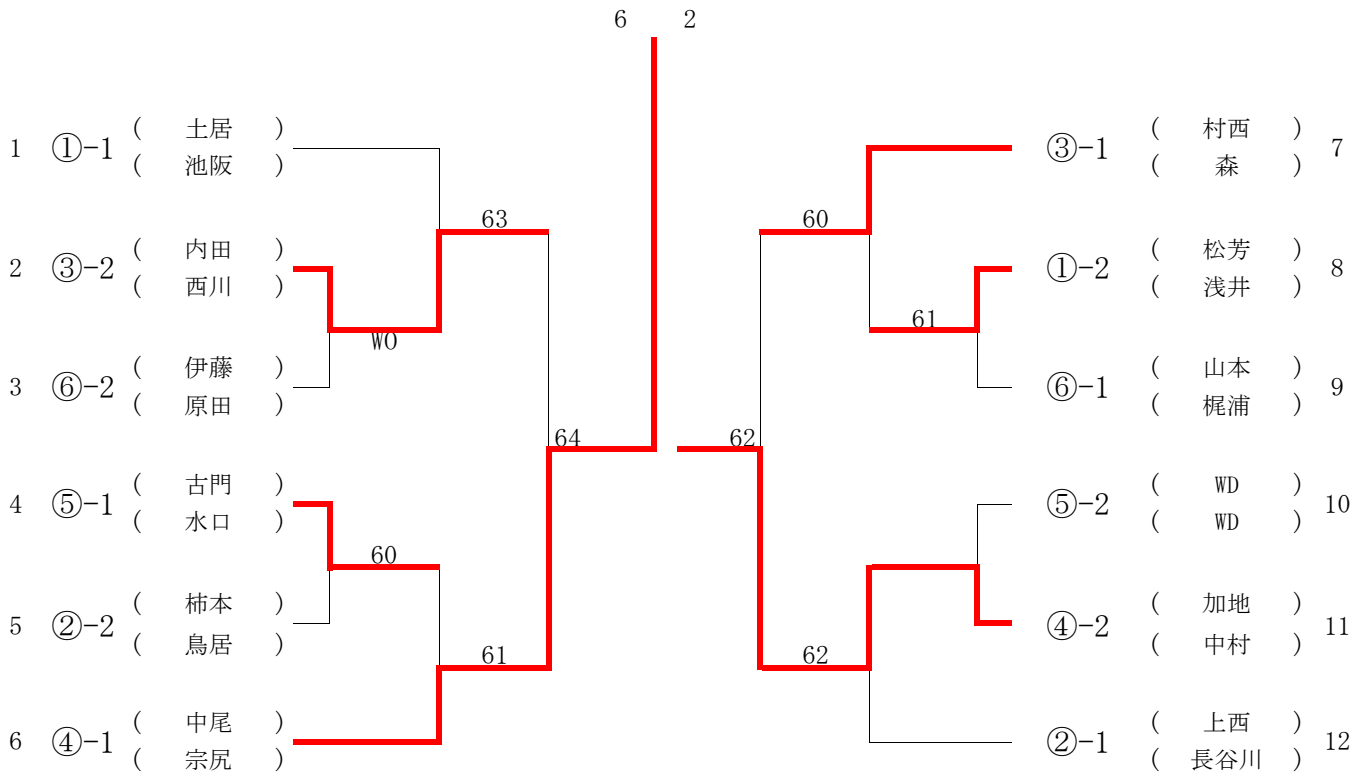 6 2
1 ①-1 ( 土居 )
( 池阪 )
63
2 ③-2 ( 内田 )
( 西川 )
WO
3 ⑥-2 ( 伊藤 )
( 原田 )
64
4 ⑤-1 ( 古門 )
( 水口 )
60
5 ②-2 ( 柿本 )
( 鳥居 )
61
6 ④-1 ( 中尾 )
( 宗尻 )
③-1 ( 村西 ) 7
( 森 )
60
①-2 ( 松芳 ) 8
( 浅井 )
61
⑥-1 ( 山本 ) 9
( 梶浦 )
62
⑤-2 ( WD ) 10
( WD )
④-2 ( 加地 ) 11
( 中村 )
62
②-1 ( 上西 ) 12
( 長谷川 )